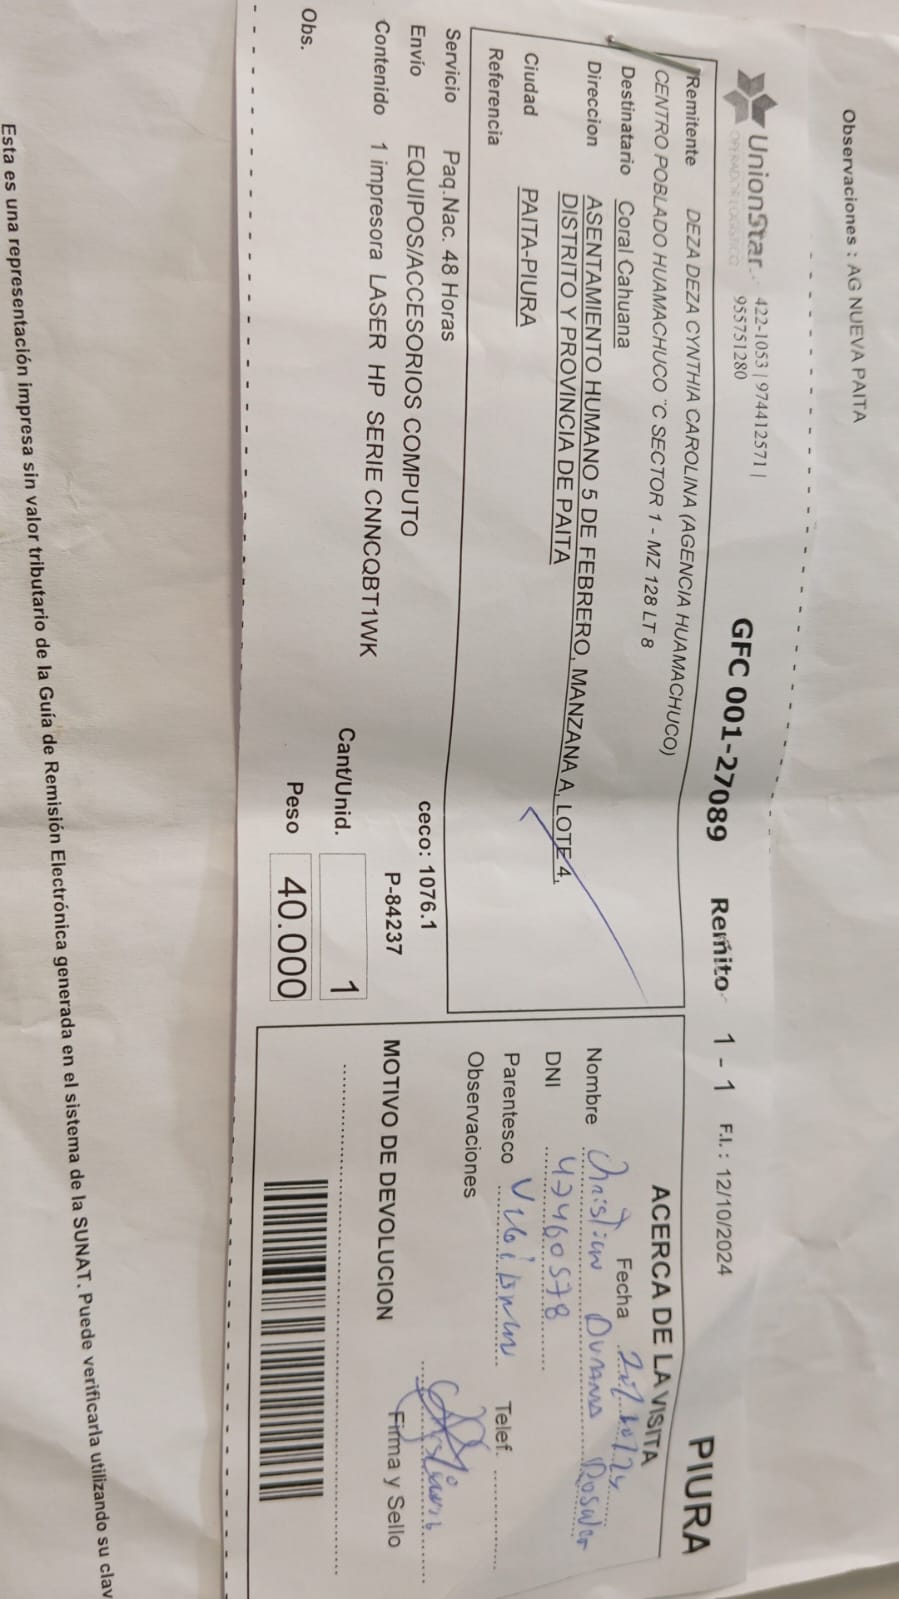 Observaciones : AG NUEVA PAITA
UnionStar
OPERADOR LOGISTICO
422-1053 | 974412571 |
955751280
GFC 001-27089 Remito 1 - 1 F.I. : 12/10/2024
PIURA
Remitente DEZA DEZA CYNTHIA CAROLINA (AGENCIA HUAMACHUCO)
CENTRO POBLADO HUAMACHUCO ¨C SECTOR 1 - MZ 128 LT 8
Destinatario Coral Cahuana
Direccion ASENTAMIENTO HUMANO 5 DE FEBRERO, MANZANA A, LOTE 4,
DISTRITO Y PROVINCIA DE PAITA
Ciudad PAITA-PIURA
Referencia
Servicio Paq.Nac. 48 Horas
Envío EQUIPOS/ACCESORIOS COMPUTO
ceco: 1076.1
Contenido 1 impresora LASER HP SERIE CNNCQBT1WK
P-84237
Cant/Unid. 1
Obs.
Peso 40.000
ACERCA DE LA VISITA
Fecha
Nombre Christian
DNI
Parentesco
Telef.
Observaciones
Firma y Sello
MOTIVO DE DEVOLUCION
Esta es una representación impresa sin valor tributario de la Guía de Remisión Electrónica generada en el sistema de la SUNAT. Puede verificarla utilizando su clav